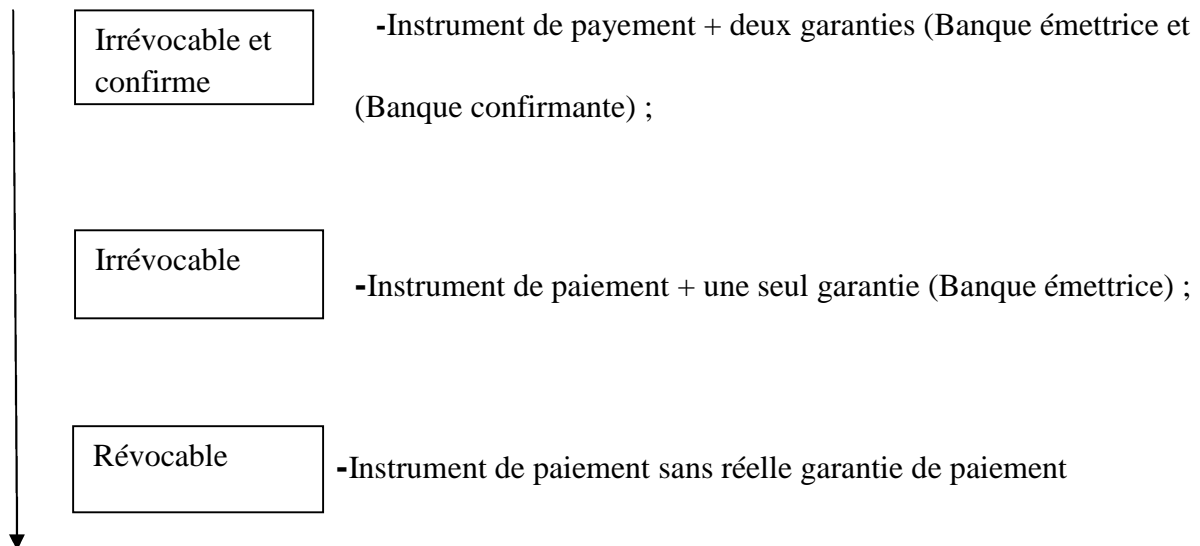 Irrévocable et
confirme
-Instrument de payement + deux garanties (Banque émettrice et
(Banque confirmante) ;
Irrévocable
-Instrument de paiement + une seul garantie (Banque émettrice) ;
Révocable
-Instrument de paiement sans réelle garantie de paiement